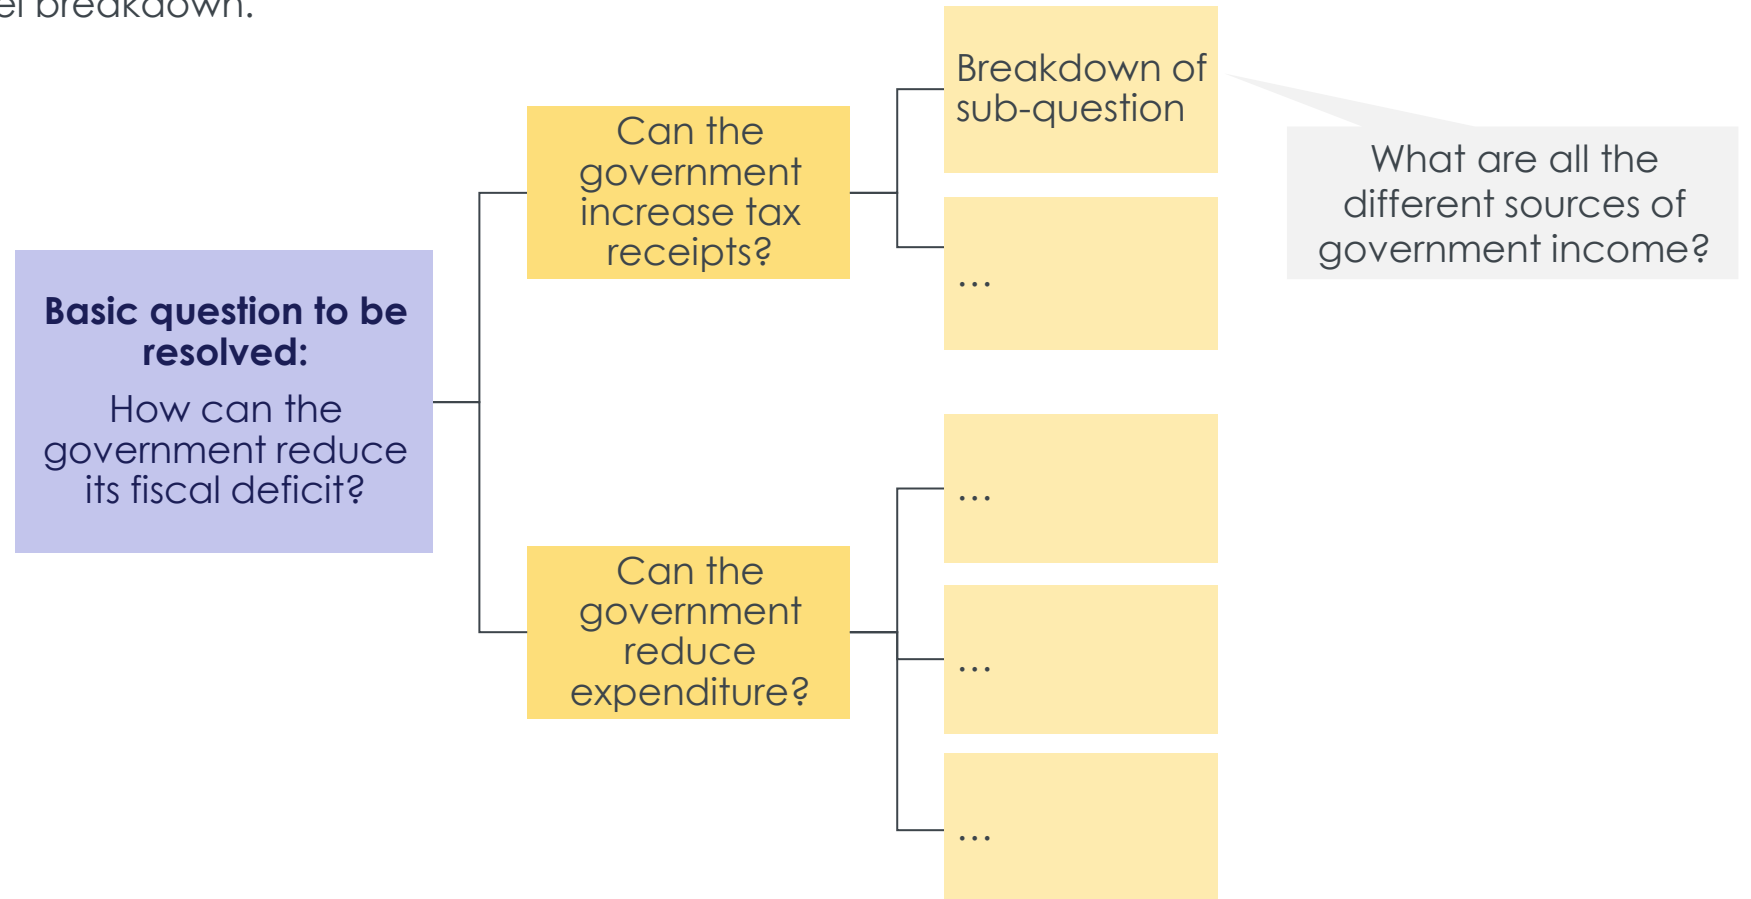 breakdown.
Breakdown of
sub-question
Can the
government
increase tax
receipts?
What are all the
different sources of
government income?
…
Basic question to be
resolved:
How can the
government reduce
its fiscal deficit?
…
Can the
government
reduce
expenditure?
…
…